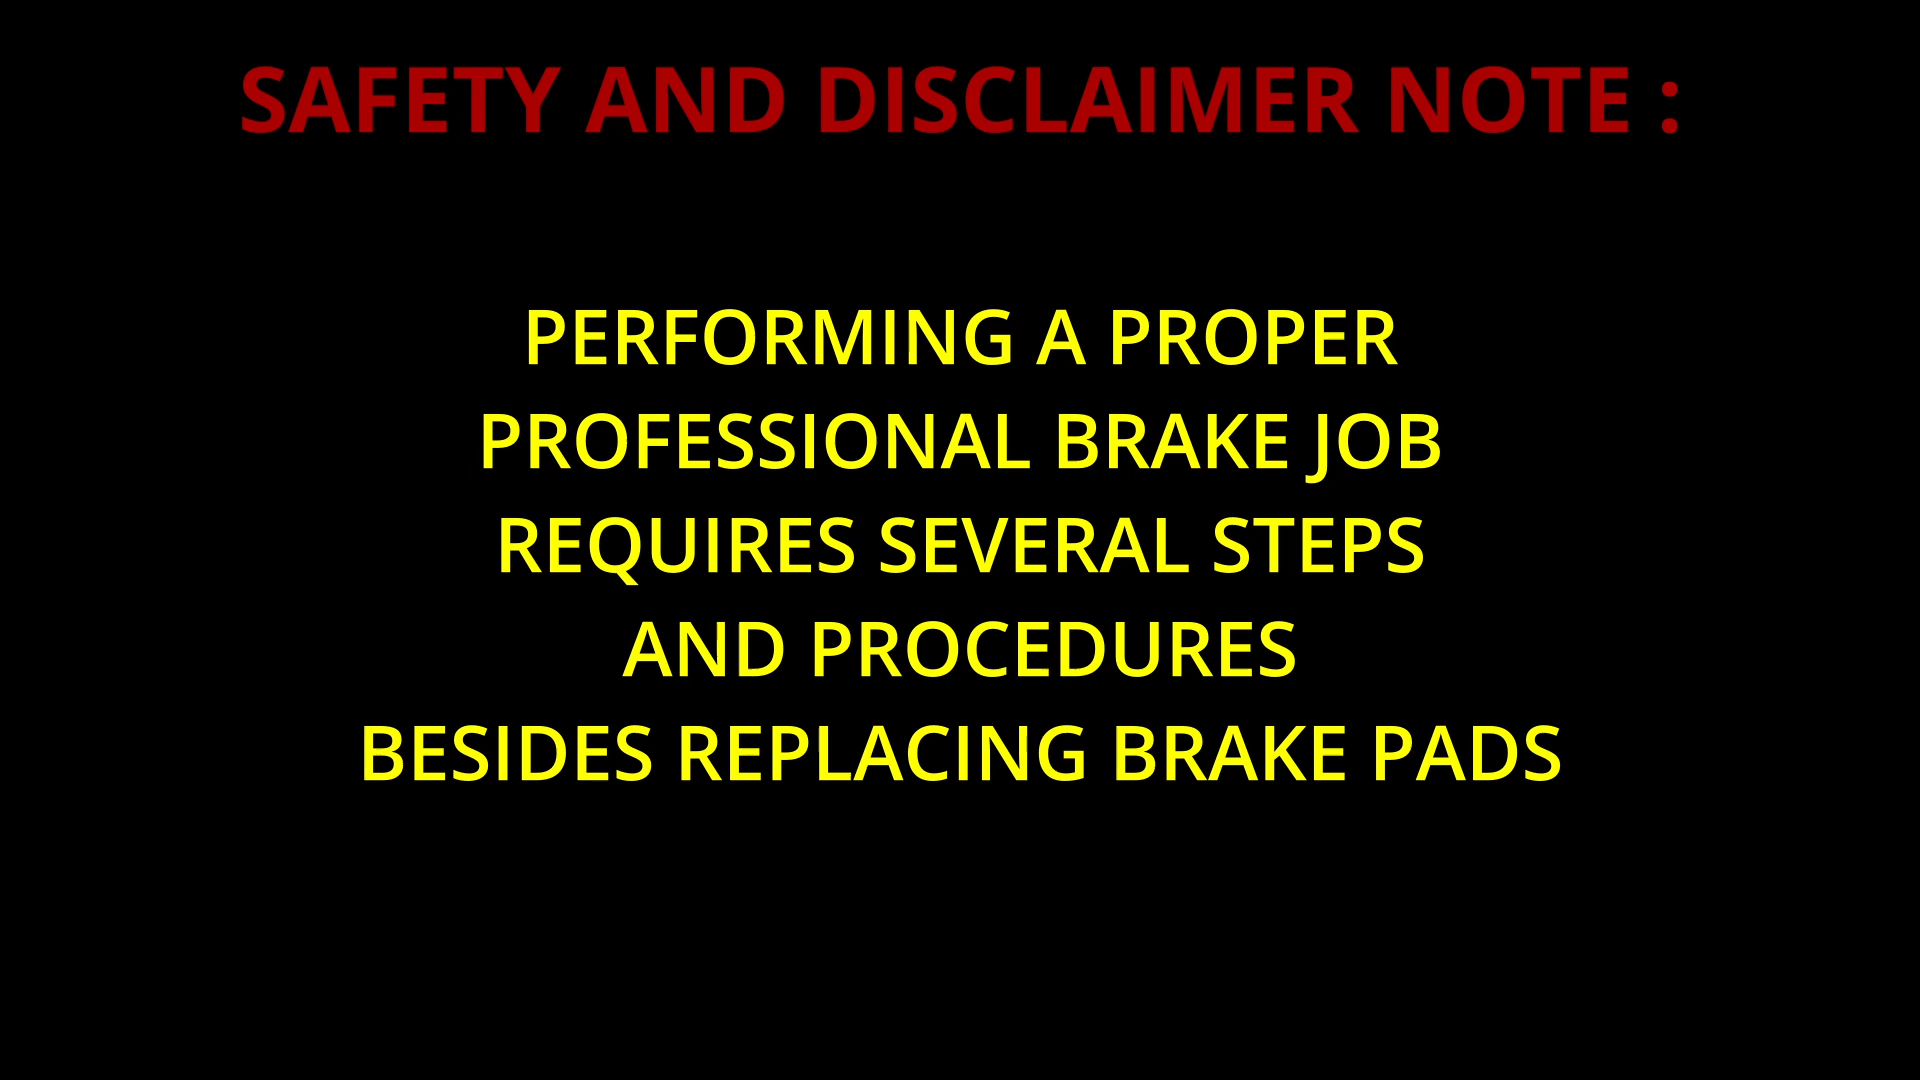 SAFETY AND DISCLAIMER NOTE :
PERFORMING A PROPER
PROFESSIONAL BRAKE JOB
REQUIRES SEVERAL STEPS
AND PROCEDURES
BESIDES REPLACING BRAKE PADS